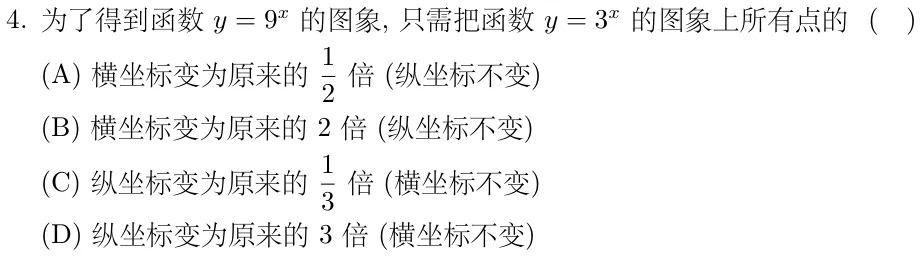 4. 为了得到函数 y = 9^x 的图象, 只需把函数 y = 3^x 的图象上所有点的 ( )
(A) 横坐标变为原来的 1/2 倍 (纵坐标不变)
(B) 横坐标变为原来的 2 倍 (纵坐标不变)
(C) 纵坐标变为原来的 1/3 倍 (横坐标不变)
(D) 纵坐标变为原来的 3 倍 (横坐标不变)